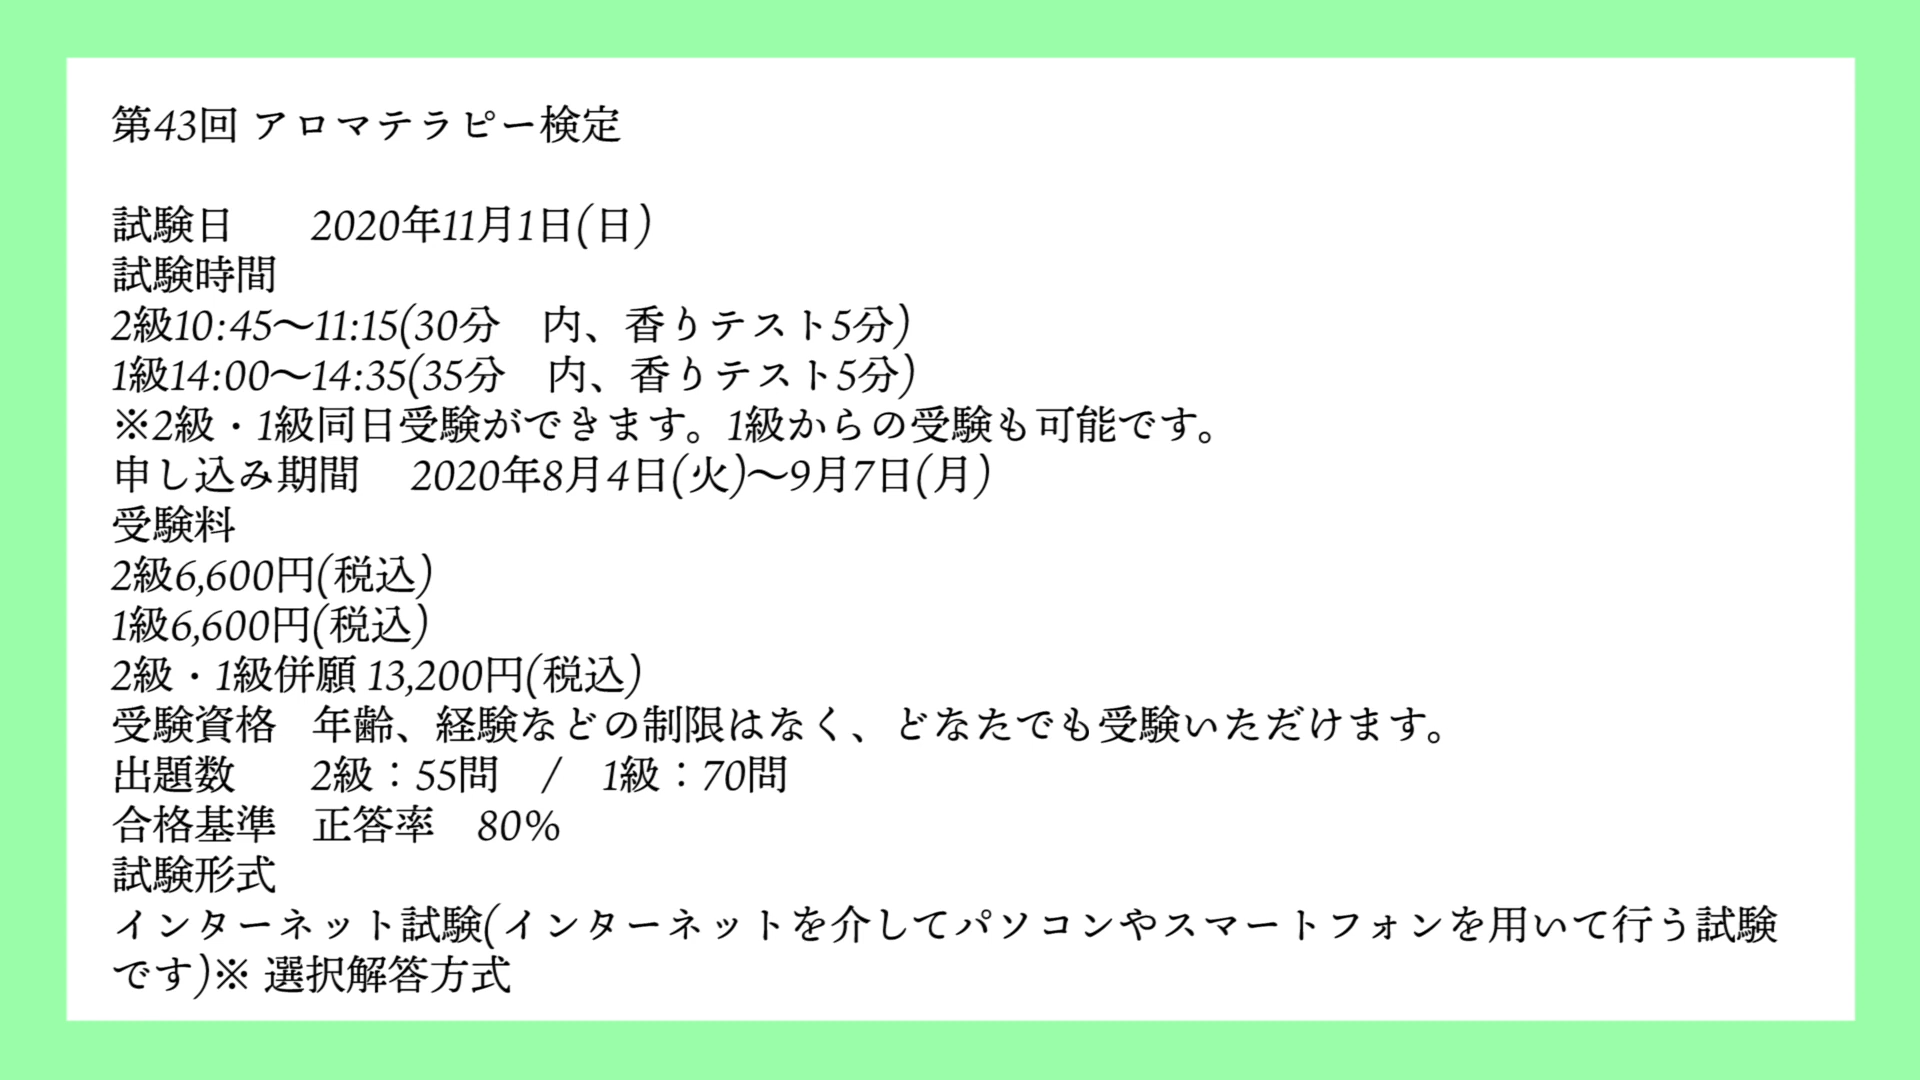 第43回 アロマテラピー検定
試験日　　2020年11月1日(日)
試験時間
2級10:45〜11:15(30分　内、香りテスト5分)
1級14:00〜14:35(35分　内、香りテスト5分)
※2級・1級同日受験ができます。1級からの受験も可能です。
申し込み期間　 2020年8月4日(火)〜9月7日(月)
受験料
2級6,600円(税込)
1級6,600円(税込)
2級・1級併願 13,200円(税込)
受験資格　年齢、経験などの制限はなく、どなたでも受験いただけます。
出題数　　2級：55問　/　1級：70問
合格基準　正答率　80%
試験形式
インターネット試験(インターネットを介してパソコンやスマートフォンを用いて行う試験
です)※ 選択解答方式